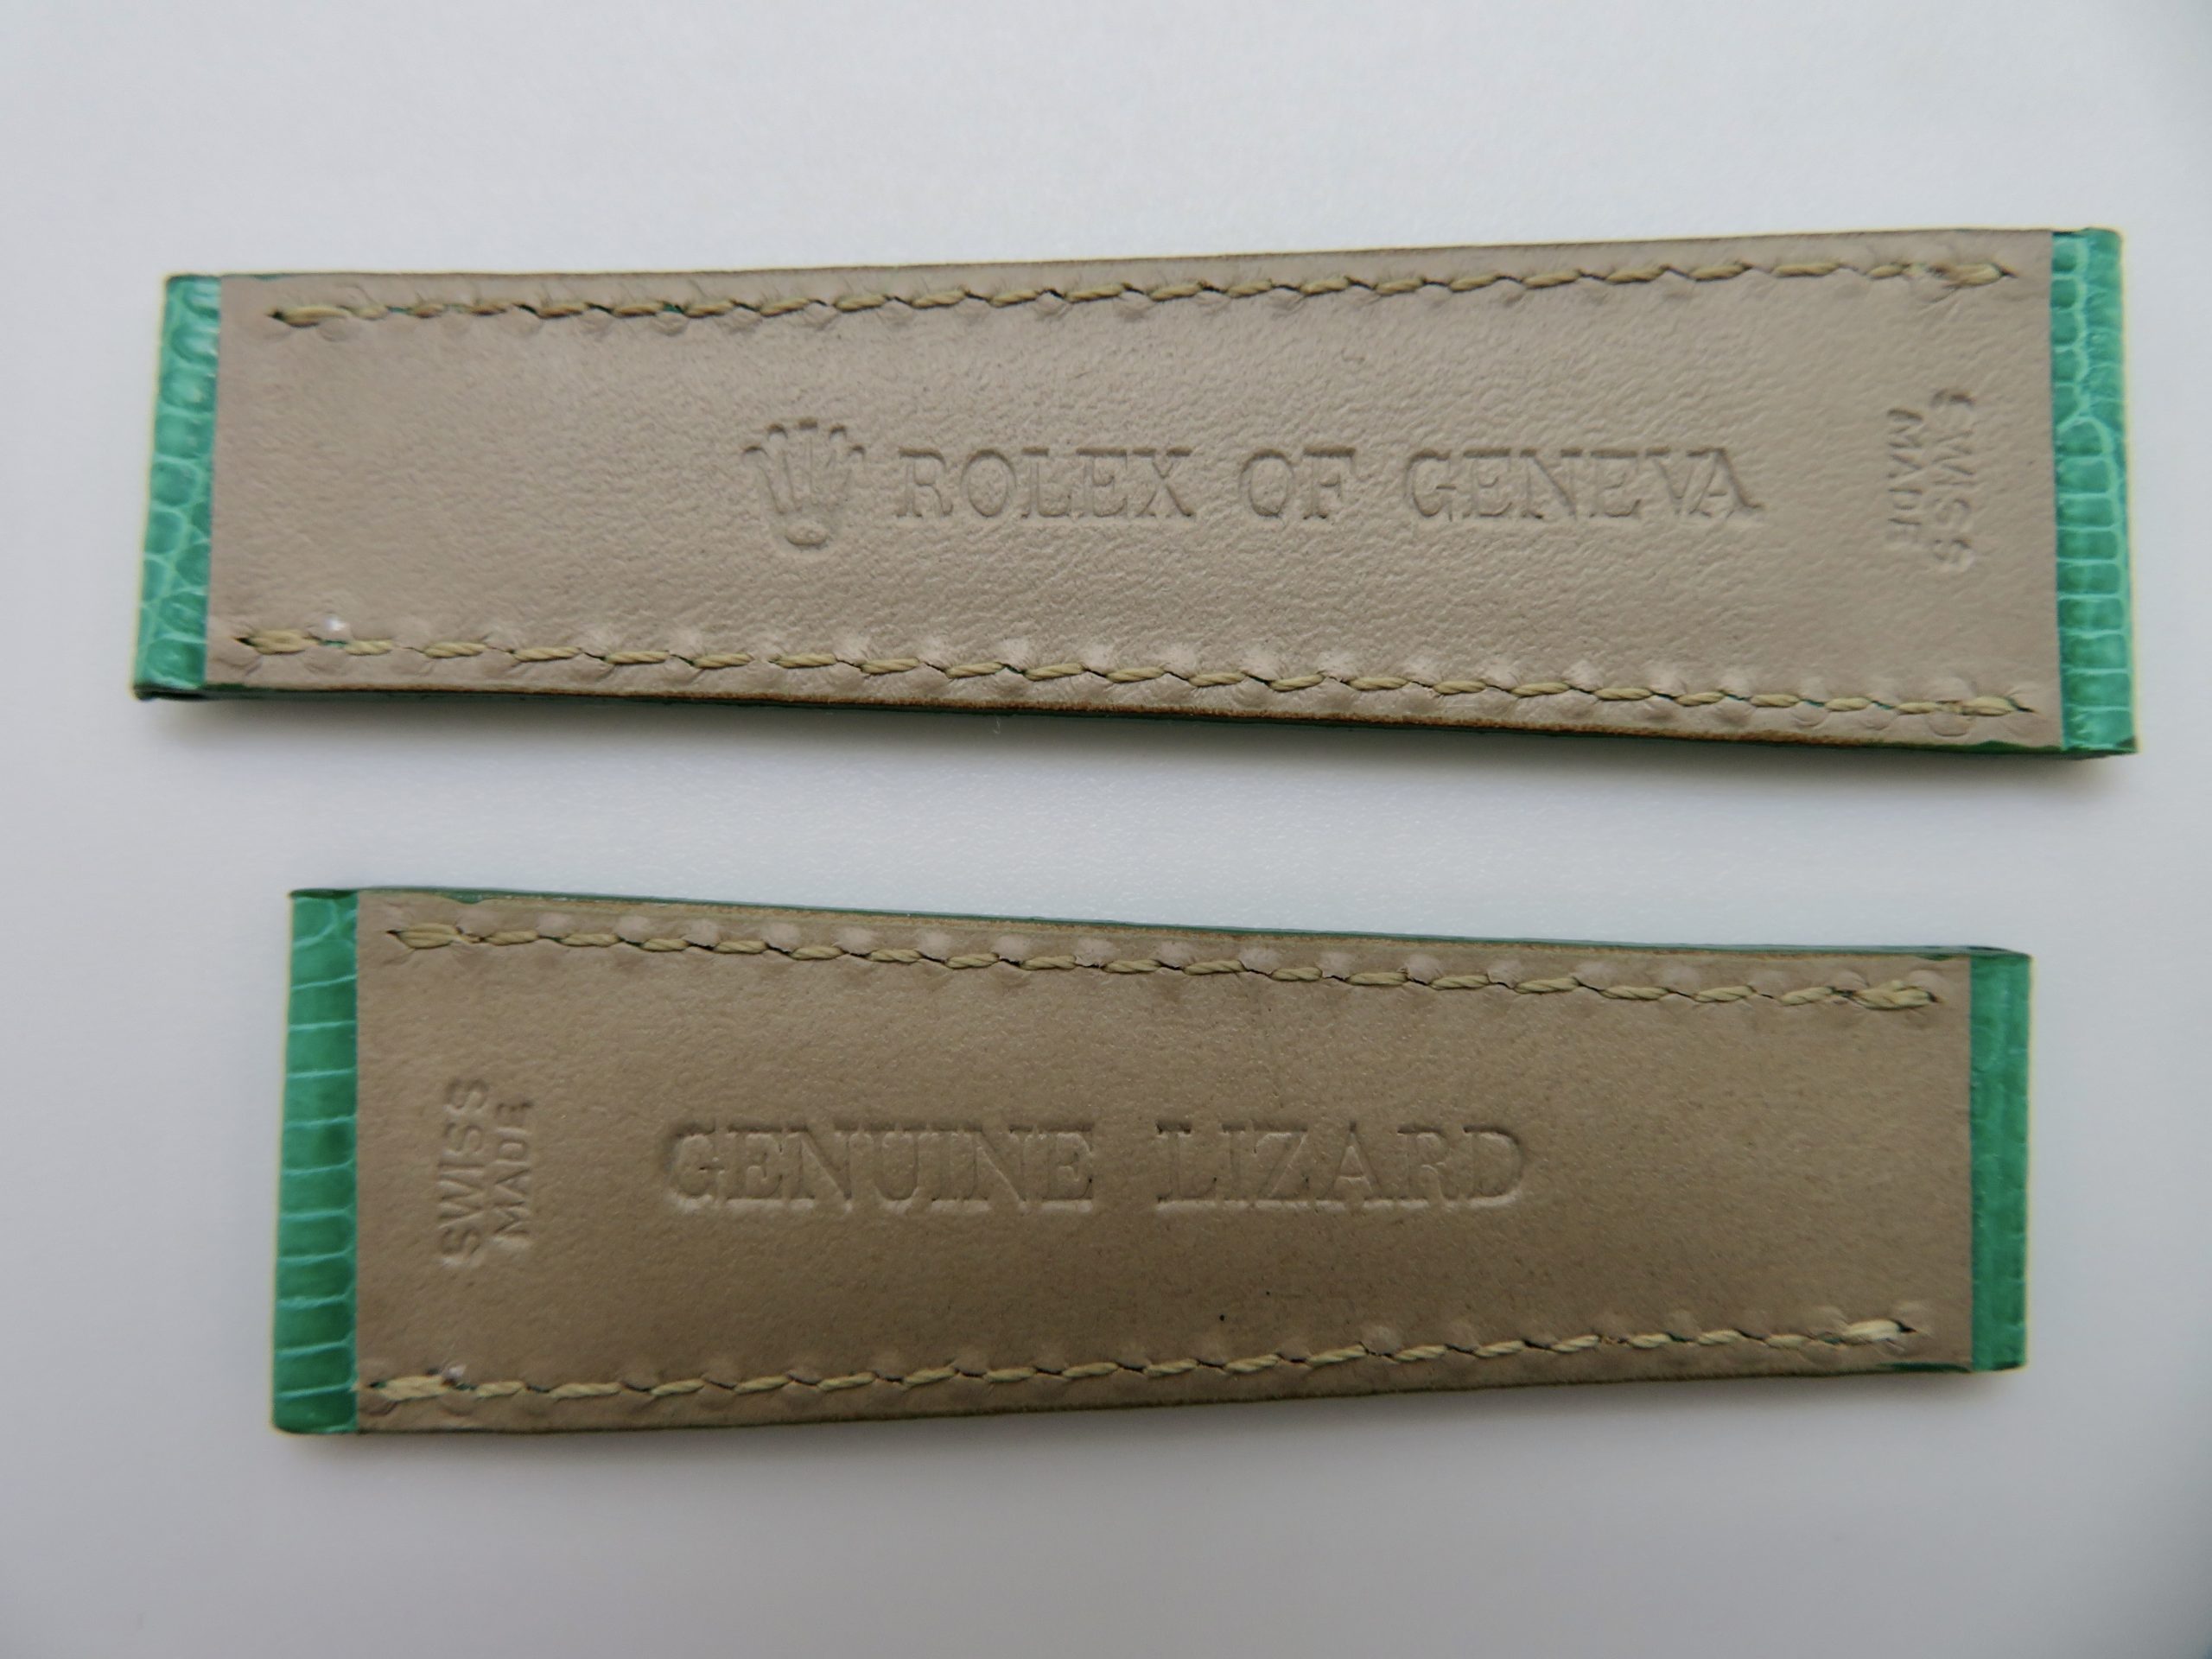 ROLEX OF GENEVA
SWISS
MADE
SWISS
MADE
GENUINE LIZARD